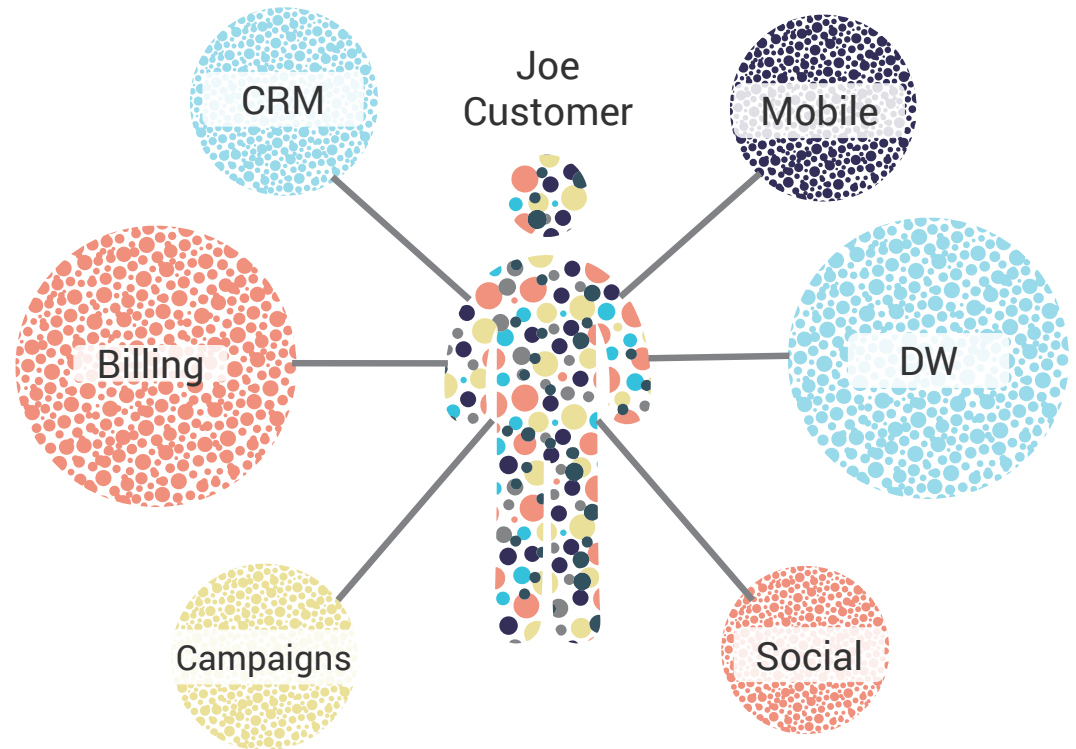 Joe
Customer
CRM
Mobile
Billing
DW
Campaigns
Social